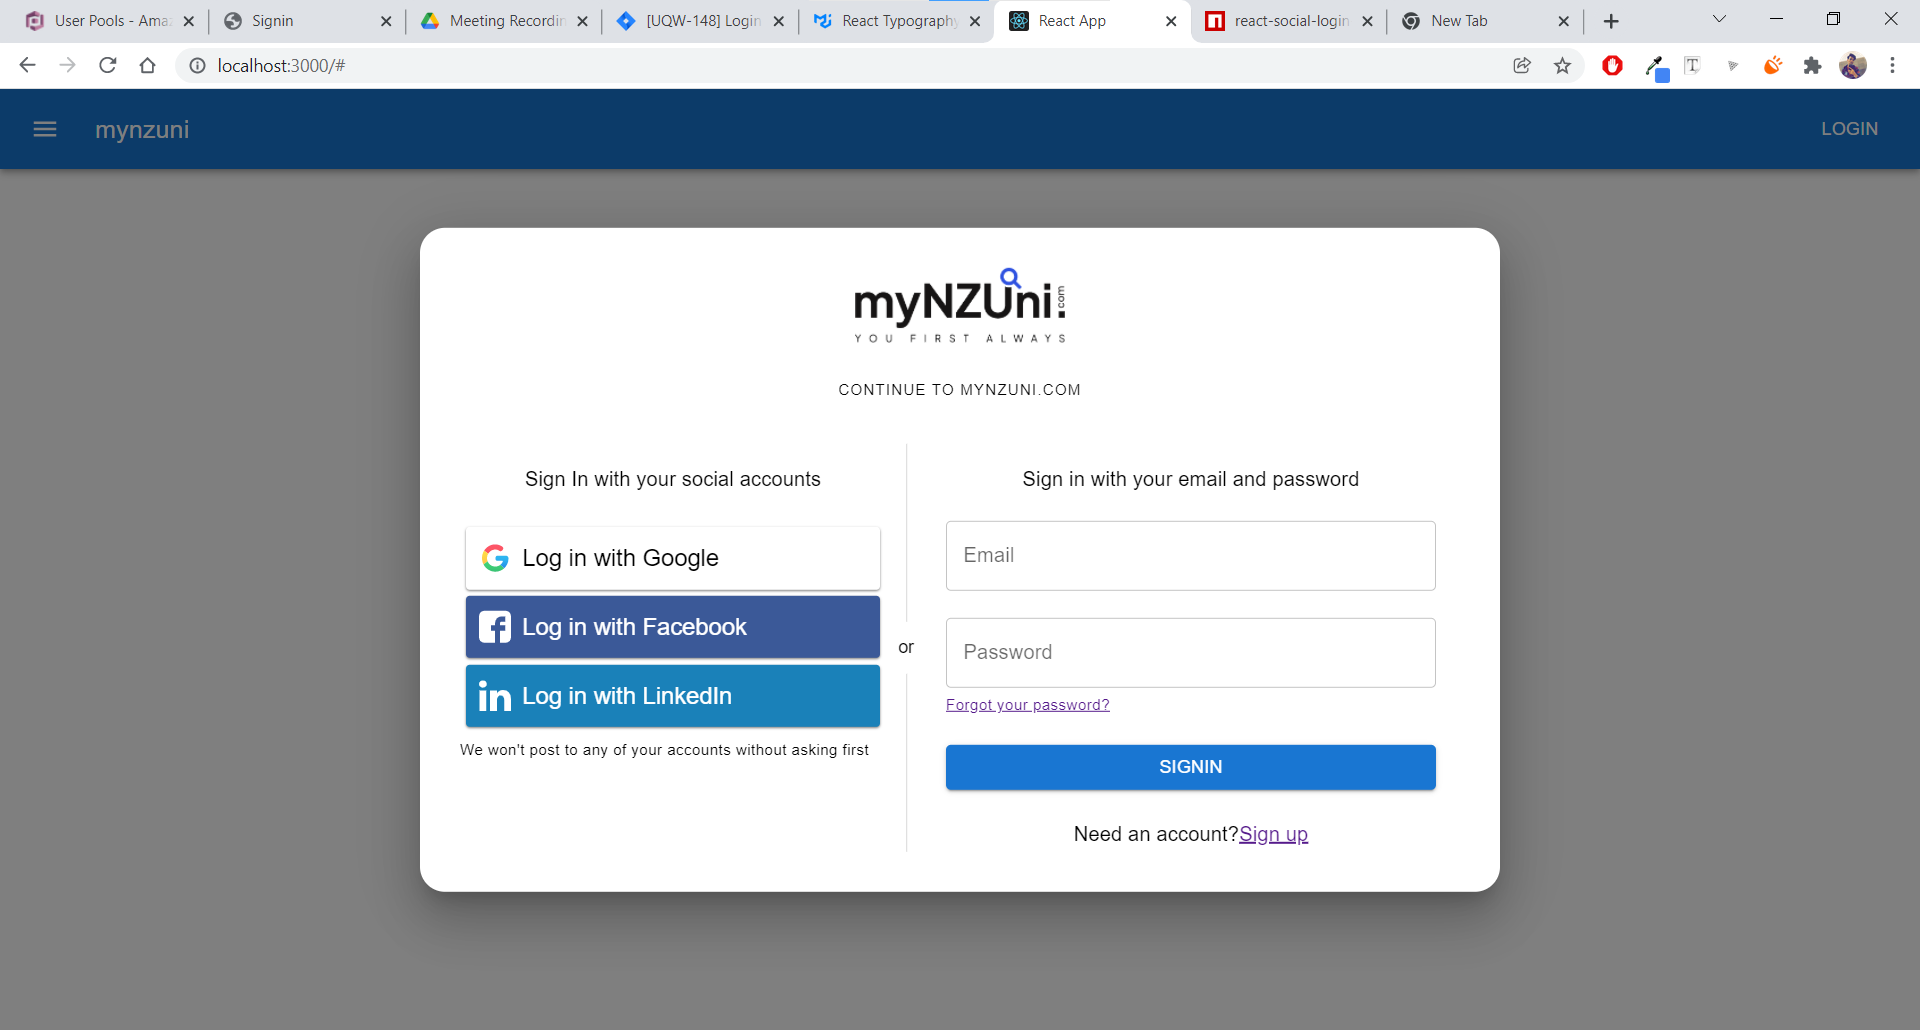 User Pools - Ama
Signin
Meeting Recordin
[UQW-148] Login
React Typography
React App
react-social-login
New Tab
localhost:3000/#
mynzuni
LOGIN
myNZUni.com
YOU FIRST ALWAYS
CONTINUE TO MYNZUNI.COM
Sign In with your social accounts
Log in with Google
Log in with Facebook
Log in with LinkedIn
We won't post to any of your accounts without asking first
or
Sign in with your email and password
Email
Password
Forgot your password?
SIGNIN
Need an account?Sign up